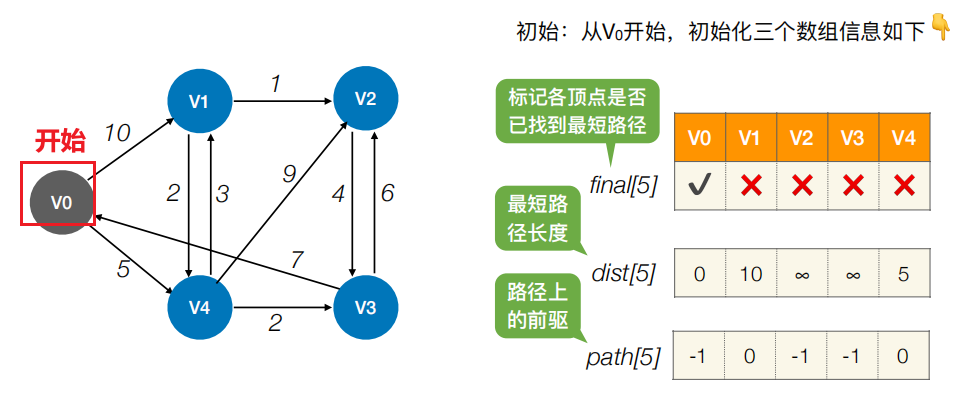 初始：从V₀开始，初始化三个数组信息如下👇
开始
V0
V1
V2
V3
V4
10
5
1
2
3
9
4
6
7
2
标记各顶点是否
已找到最短路径
V0 V1 V2 V3 V4
final[5] ✓ ✕ ✕ ✕ ✕
最短路
径长度
dist[5] 0 10 ∞ ∞ 5
路径上
的前驱
path[5] -1 0 -1 -1 0